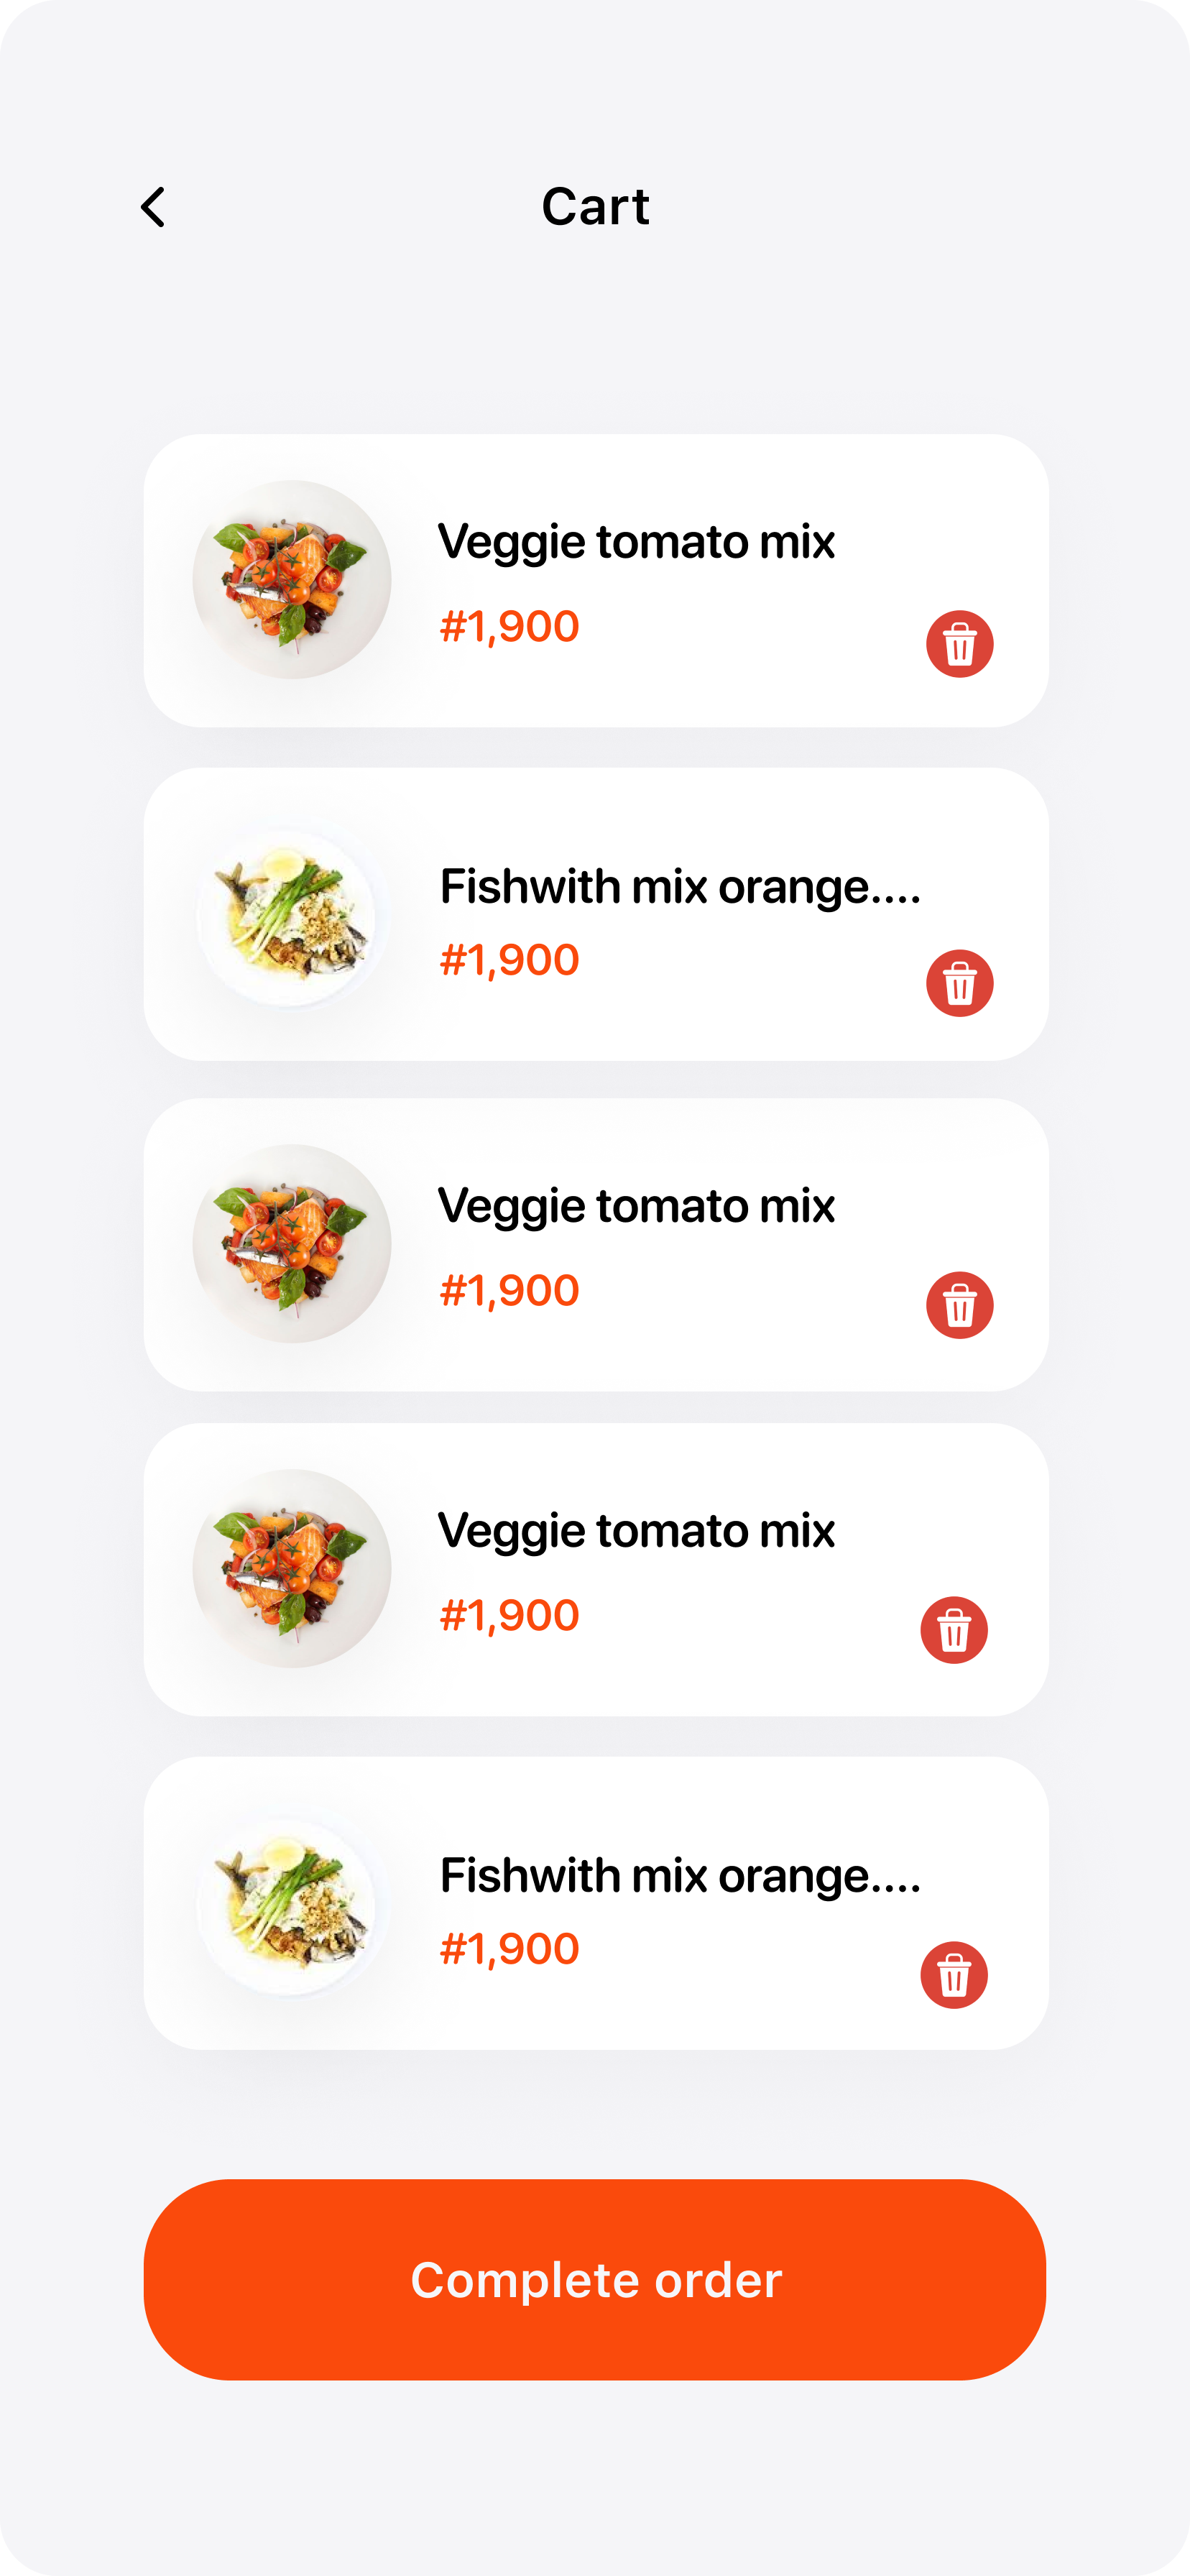 Cart
Veggie tomato mix
#1,900
Fishwith mix orange....
#1,900
Veggie tomato mix
#1,900
Veggie tomato mix
#1,900
Fishwith mix orange....
#1,900
Complete order